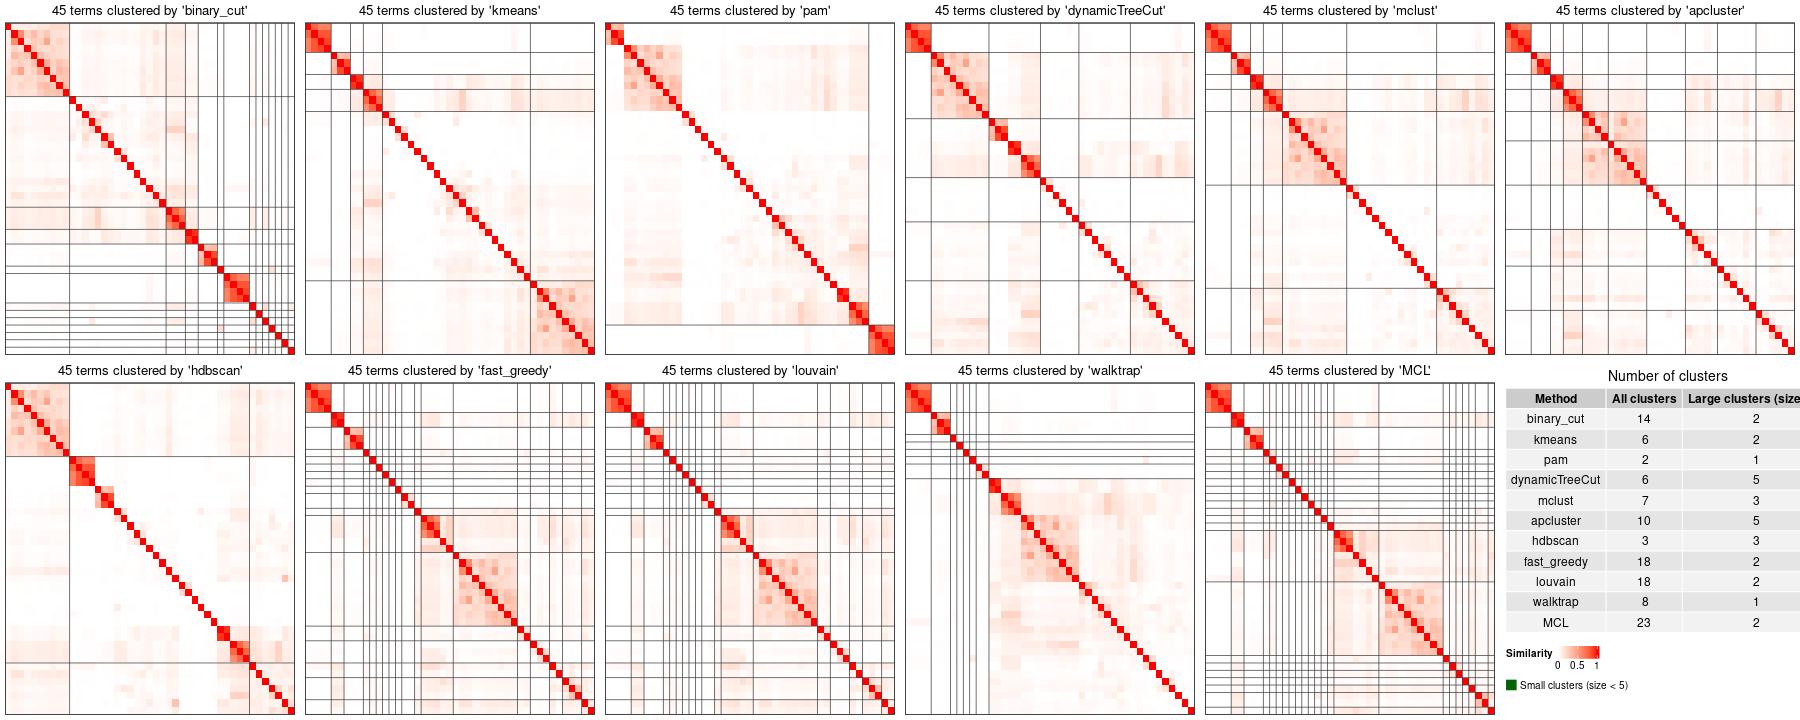 45 terms clustered by 'binary_cut'
45 terms clustered by 'kmeans'
45 terms clustered by 'pam'
45 terms clustered by 'dynamicTreeCut'
45 terms clustered by 'mclust'
45 terms clustered by 'apcluster'
45 terms clustered by 'hdbscan'
45 terms clustered by 'fast_greedy'
45 terms clustered by 'louvain'
45 terms clustered by 'walktrap'
45 terms clustered by 'MCL'
Number of clusters
Method All clusters Large clusters (size
binary_cut 14 2
kmeans 6 2
pam 2 1
dynamicTreeCut 6 5
mclust 7 3
apcluster 10 5
hdbscan 3 3
fast_greedy 18 2
louvain 18 2
walktrap 8 1
MCL 23 2
Similarity
0 0.5 1
Small clusters (size < 5)